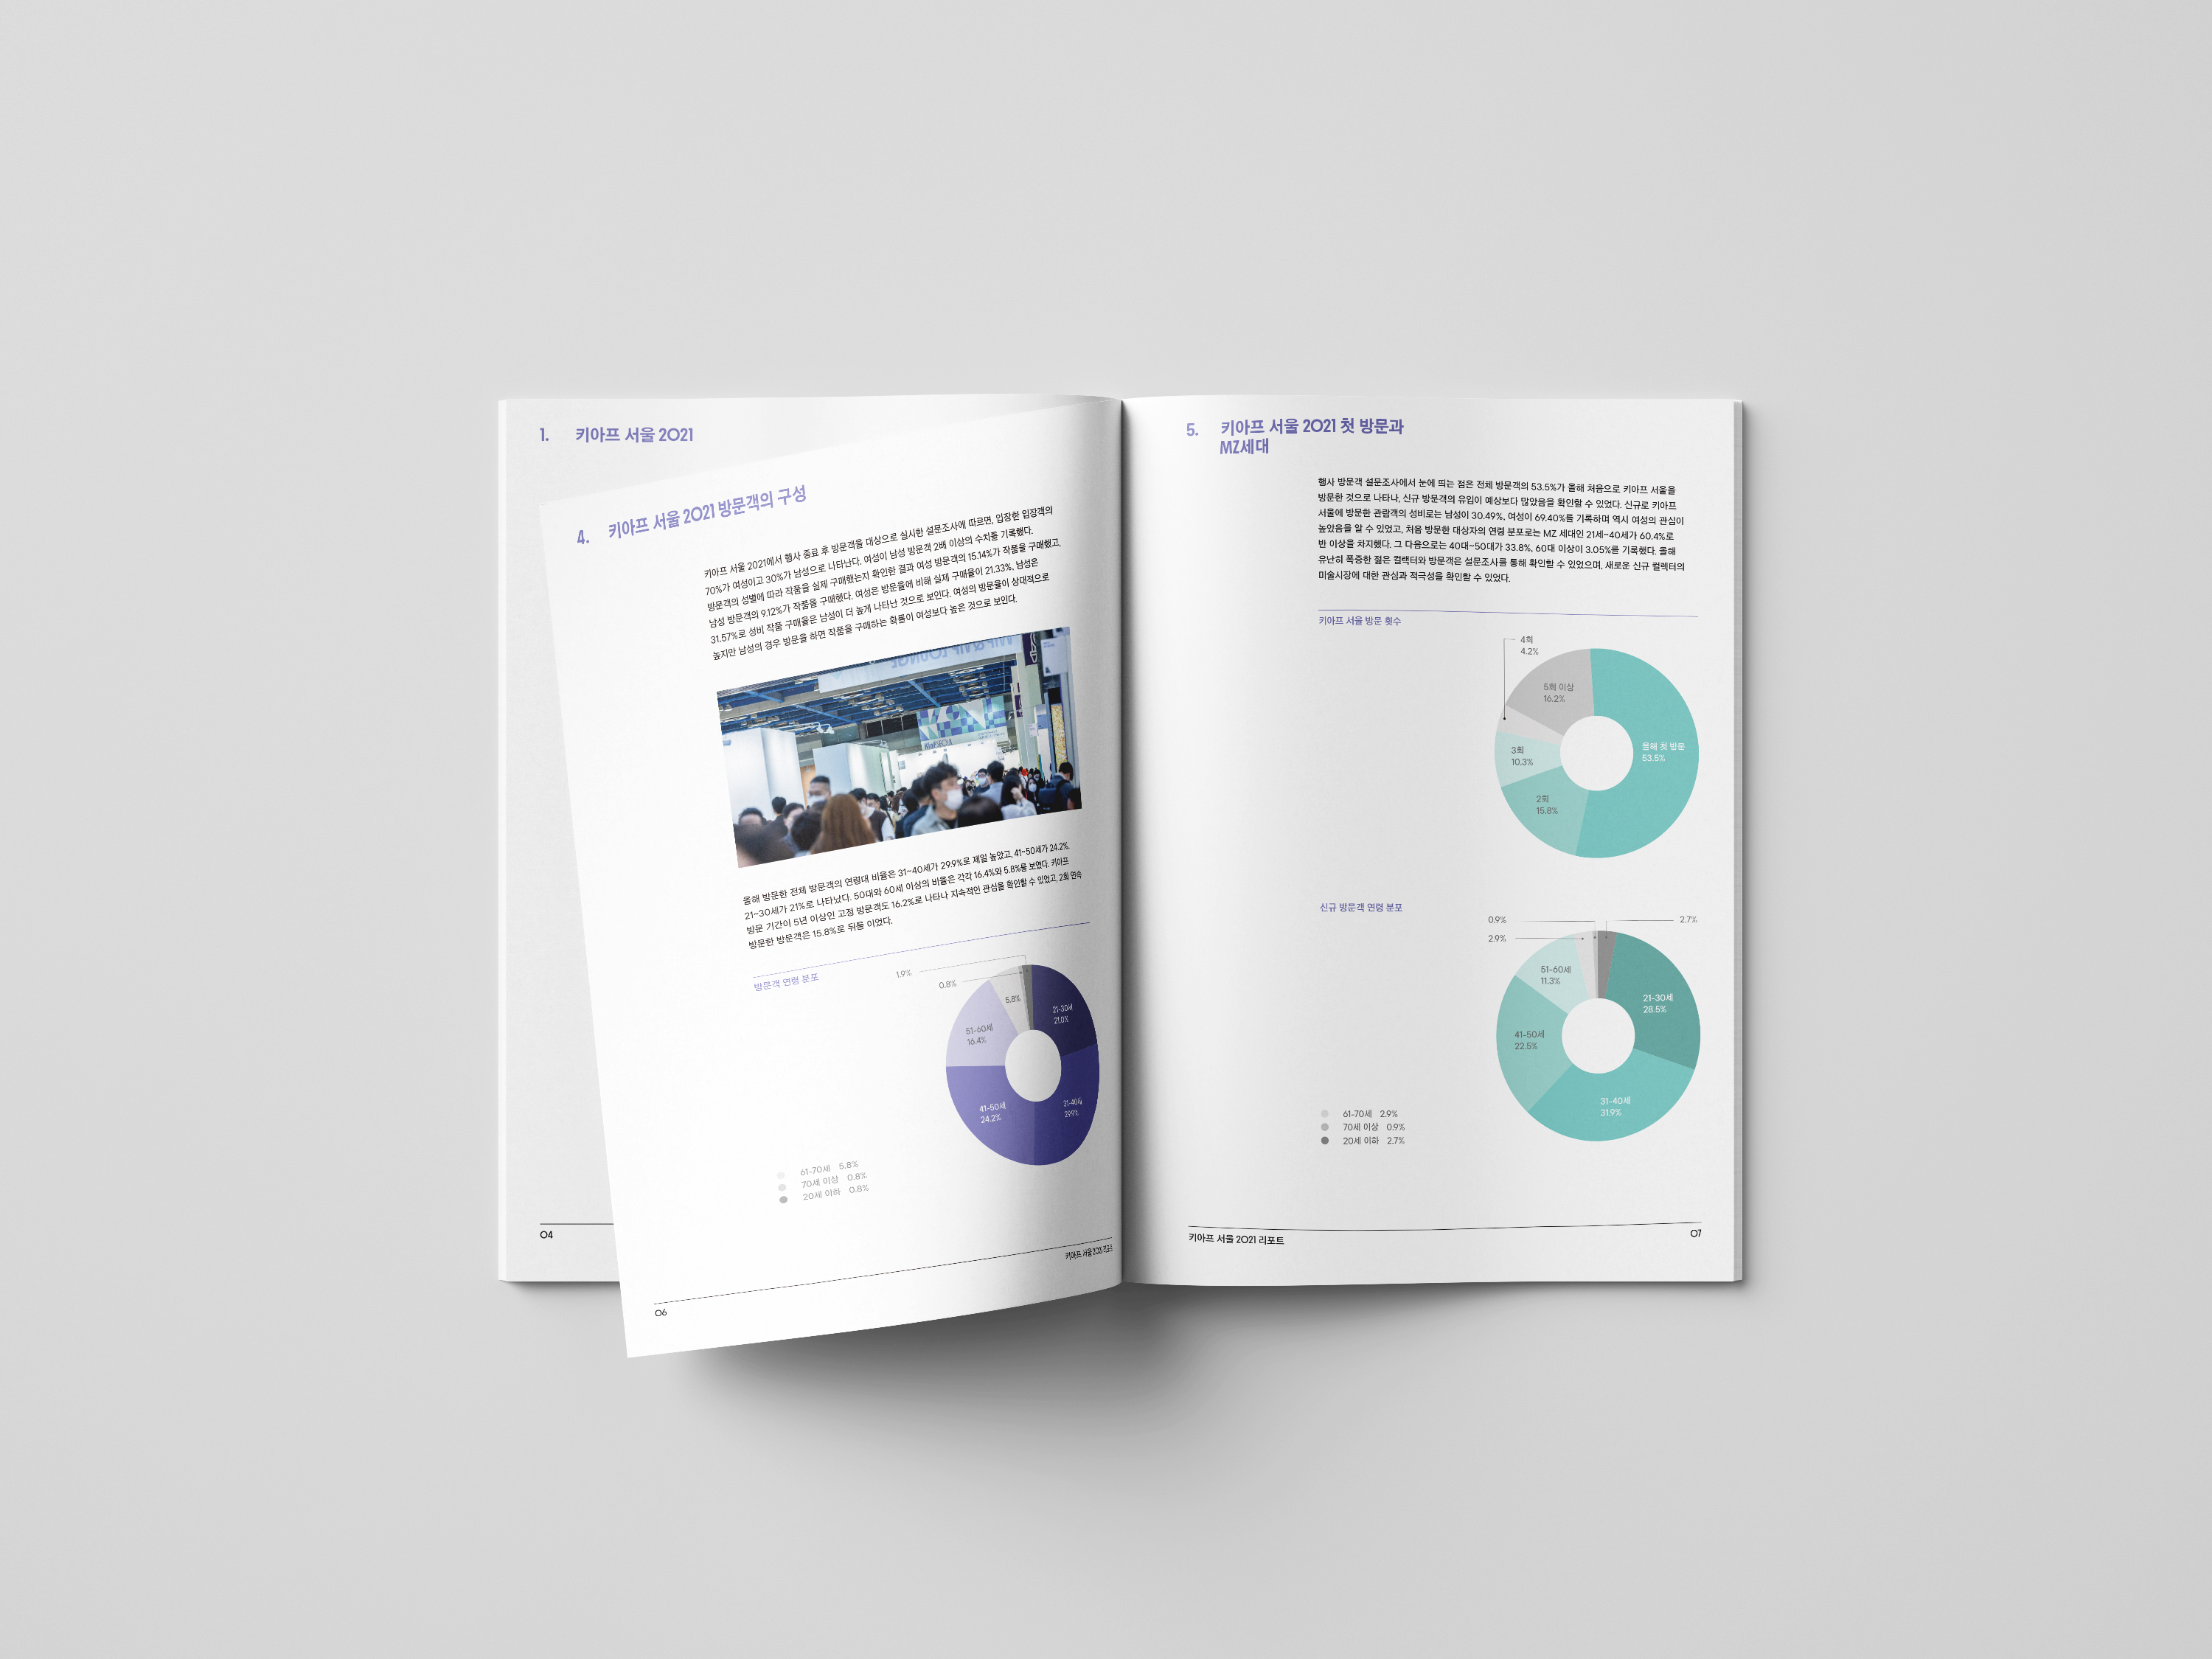 1. 키아프 서울 2021
04
4. 키아프 서울 2021 방문객의 구성
키아프 서울 2021에서 행사 종료 후 방문객을 대상으로 실시한 설문조사에 따르면, 입장한 입장객의
70%가 여성이고 30%가 남성으로 나타난다. 여성이 남성 방문객 2배 이상의 수치를 기록했다.
방문객의 성별에 따라 작품을 실제 구매했는지 확인한 결과 여성 방문객의 15.14%가 작품을 구매했고,
남성 방문객의 9.12%가 작품을 구매했다. 여성은 방문율에 비해 실제 구매율이 21.33%, 남성은
31.57%로 성비 작품 구매율은 남성이 더 높게 나타난 것으로 보인다. 여성의 방문율이 상대적으로
높지만 남성의 경우 방문을 하면 작품을 구매하는 확률이 여성보다 높은 것으로 보인다.
Kiaf SEOUL
올해 방문한 전체 방문객의 연령대 비율은 31~40세가 29.9%로 제일 높았고, 41~50세가 24.2%,
21~30세가 21%로 나타났다. 50대와 60세 이상의 비율은 각각 16.4%와 5.8%를 보였다. 키아프
방문 기간이 5년 이상인 고정 방문객도 16.2%로 나타나 지속적인 관심을 확인할 수 있었고, 2회 연속
방문한 방문객은 15.8%로 뒤를 이었다.
방문객 연령 분포
1.9%
0.8%
5.8%
21-30세
21.0%
51-60세
16.4%
41-50세
24.2%
31-40세
29.9%
61-70세 5.8%
70세 이상 0.8%
20세 이하 0.8%
키아프 서울 2021 리포트
06
5. 키아프 서울 2021 첫 방문과
MZ세대
행사 방문객 설문조사에서 눈에 띄는 점은 전체 방문객의 53.5%가 올해 처음으로 키아프 서울을
방문한 것으로 나타나, 신규 방문객의 유입이 예상보다 많았음을 확인할 수 있었다. 신규로 키아프
서울에 방문한 관람객의 성비로는 남성이 30.49%, 여성이 69.40%를 기록하며 역시 여성의 관심이
높았음을 알 수 있었고, 처음 방문한 대상자의 연령 분포로는 MZ 세대인 21세~40세가 60.4%로
반 이상을 차지했다. 그 다음으로는 40대~50대가 33.8%, 60대 이상이 3.05%를 기록했다. 올해
유난히 폭증한 젊은 컬랙터와 방문객은 설문조사를 통해 확인할 수 있었으며, 새로운 신규 컬렉터의
미술시장에 대한 관심과 적극성을 확인할 수 있었다.
키아프 서울 방문 횟수
4회
4.2%
5회 이상
16.2%
3회
10.3%
올해 첫 방문
53.5%
2회
15.8%
신규 방문객 연령 분포
0.9%
2.7%
2.9%
51-60세
11.3%
21-30세
28.5%
41-50세
22.5%
31-40세
31.9%
61-70세 2.9%
70세 이상 0.9%
20세 이하 2.7%
키아프 서울 2021 리포트
07